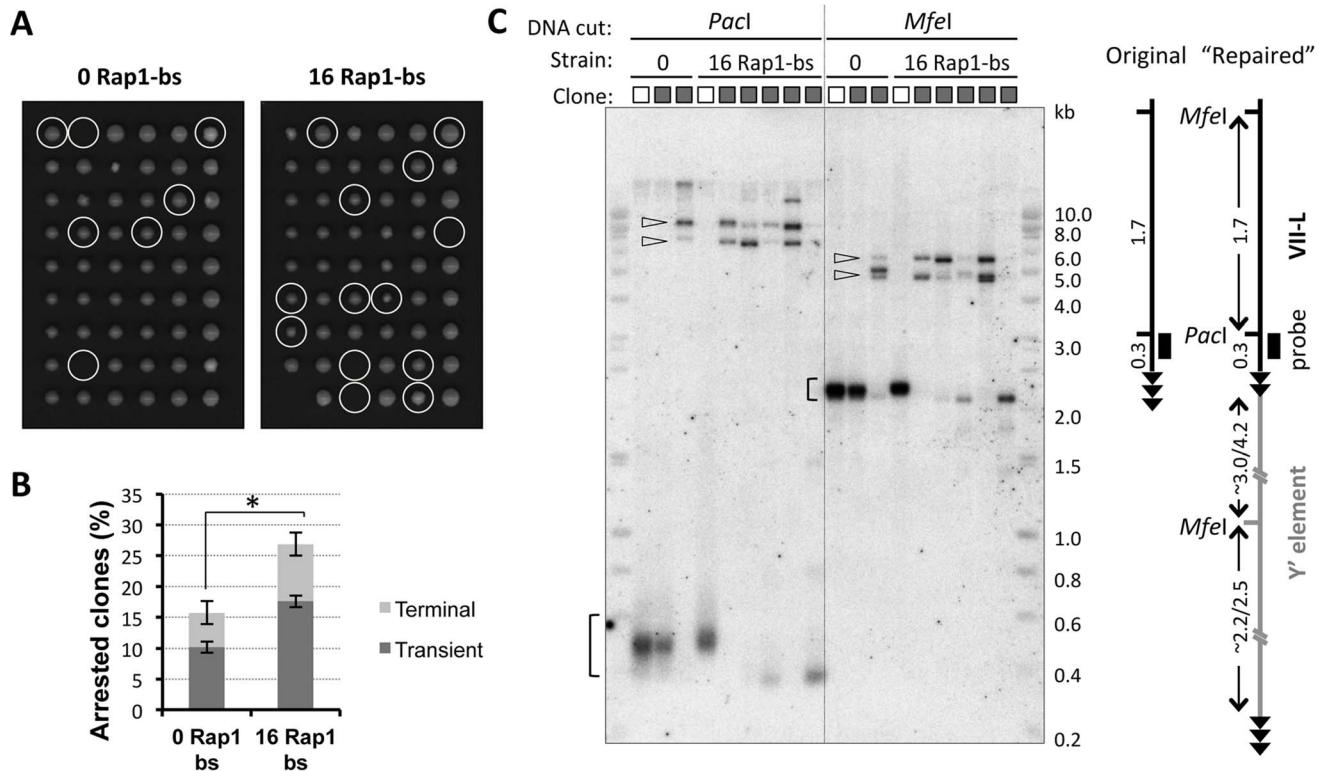 A
0 Rap1-bs
16 Rap1-bs
B
Arrested clones (%)
35
30
25
20
15
10
5
0
*
0 Rap1 bs
16 Rap1 bs
Terminal
Transient
C
DNA cut:
PacI
MfeI
Strain:
0
16 Rap1-bs
0
16 Rap1-bs
Clone:
kb
10.0
8.0
6.0
5.0
4.0
3.0
2.0
1.5
1.0
0.8
0.6
0.4
0.2
Original
"Repaired"
MfeI
1.7
1.7
VII-L
PacI
0.3
0.3
probe
~3.0/4.2
MfeI
~2.2/2.5
Y' element